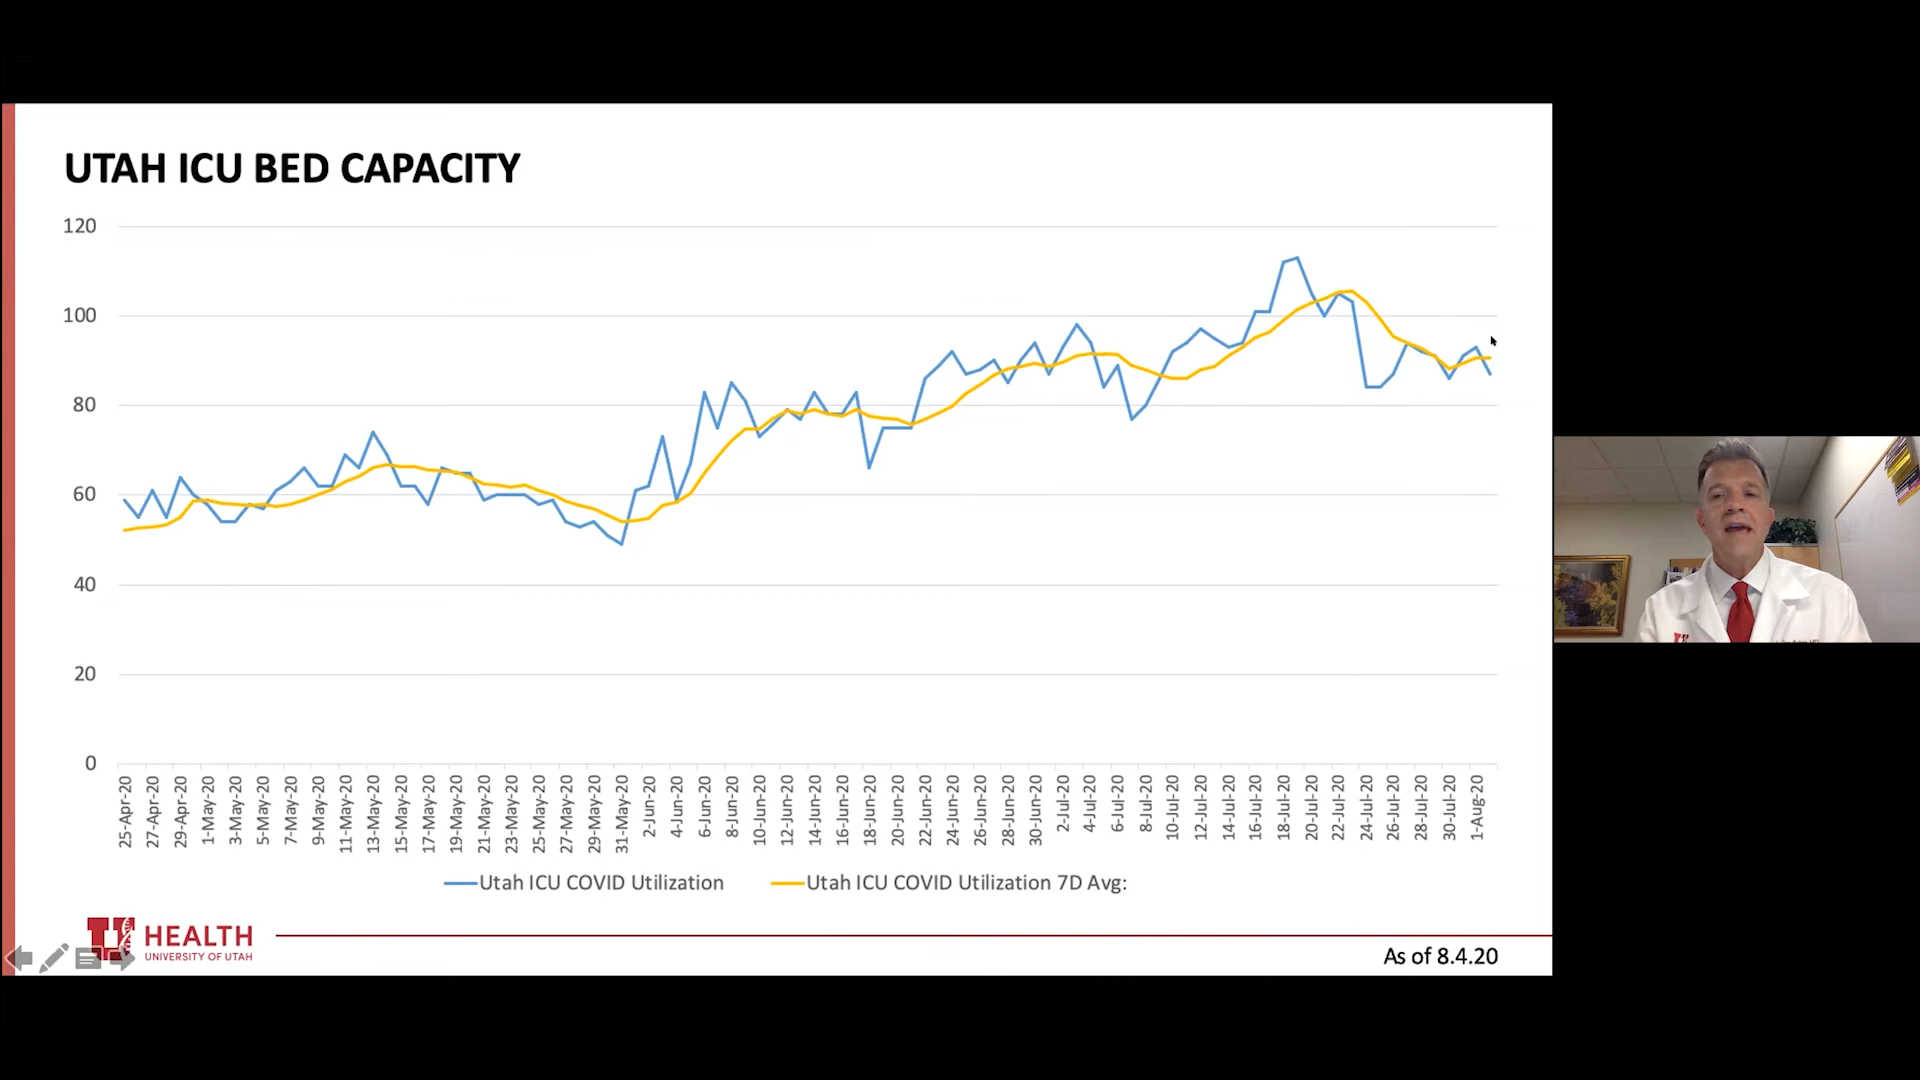 UTAH ICU BED CAPACITY
120
100
80
60
40
20
0
25-Apr-20
27-Apr-20
29-Apr-20
1-May-20
3-May-20
5-May-20
7-May-20
9-May-20
11-May-20
13-May-20
15-May-20
17-May-20
19-May-20
21-May-20
23-May-20
25-May-20
27-May-20
29-May-20
31-May-20
2-Jun-20
4-Jun-20
6-Jun-20
8-Jun-20
10-Jun-20
12-Jun-20
14-Jun-20
16-Jun-20
18-Jun-20
20-Jun-20
22-Jun-20
24-Jun-20
26-Jun-20
28-Jun-20
30-Jun-20
2-Jul-20
4-Jul-20
6-Jul-20
8-Jul-20
10-Jul-20
12-Jul-20
14-Jul-20
16-Jul-20
18-Jul-20
20-Jul-20
22-Jul-20
24-Jul-20
26-Jul-20
28-Jul-20
30-Jul-20
1-Aug-20
Utah ICU COVID Utilization
Utah ICU COVID Utilization 7D Avg:
U HEALTH
UNIVERSITY OF UTAH
As of 8.4.20